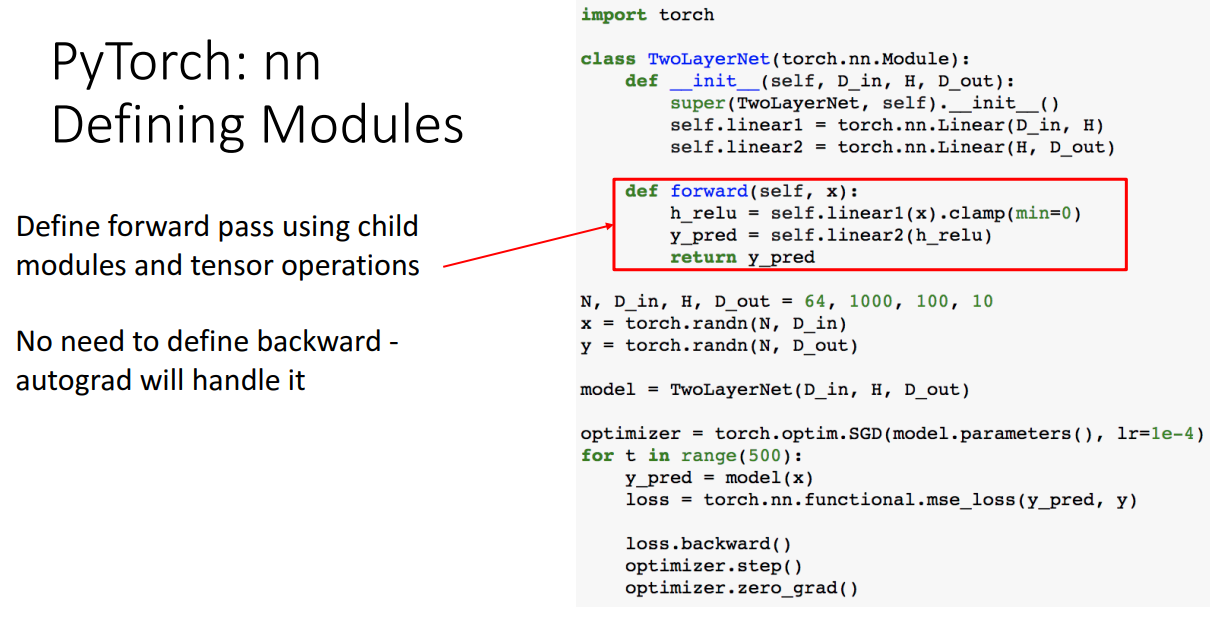 PyTorch: nn
Defining Modules
Define forward pass using child
modules and tensor operations
No need to define backward -
autograd will handle it
import torch
class TwoLayerNet(torch.nn.Module):
    def __init__(self, D_in, H, D_out):
        super(TwoLayerNet, self).__init__()
        self.linear1 = torch.nn.Linear(D_in, H)
        self.linear2 = torch.nn.Linear(H, D_out)
    def forward(self, x):
        h_relu = self.linear1(x).clamp(min=0)
        y_pred = self.linear2(h_relu)
        return y_pred
N, D_in, H, D_out = 64, 1000, 100, 10
x = torch.randn(N, D_in)
y = torch.randn(N, D_out)
model = TwoLayerNet(D_in, H, D_out)
optimizer = torch.optim.SGD(model.parameters(), lr=1e-4)
for t in range(500):
    y_pred = model(x)
    loss = torch.nn.functional.mse_loss(y_pred, y)
    loss.backward()
    optimizer.step()
    optimizer.zero_grad()